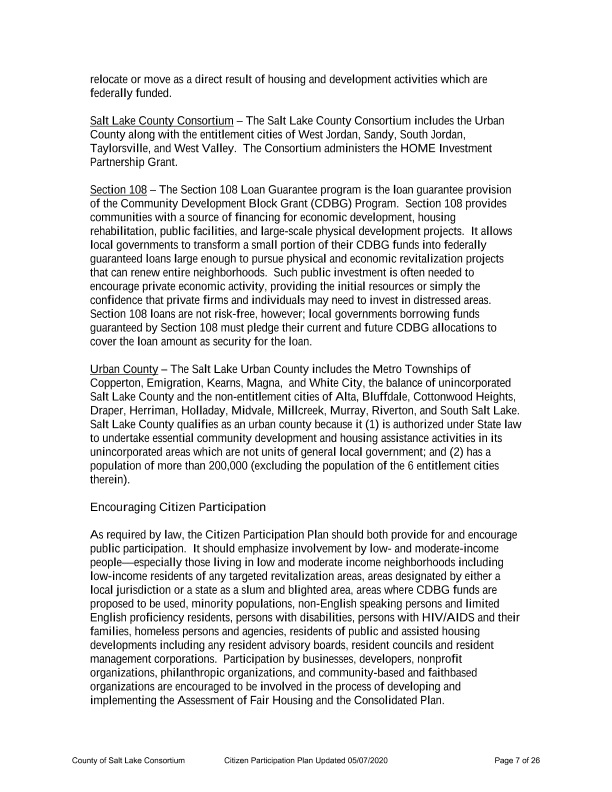 relocate or move as a direct result of housing and development activities which are
federally funded.
Salt Lake County Consortium – The Salt Lake County Consortium includes the Urban
County along with the entitlement cities of West Jordan, Sandy, South Jordan,
Taylorsville, and West Valley.  The Consortium administers the HOME Investment
Partnership Grant.
Section 108 – The Section 108 Loan Guarantee program is the loan guarantee provision
of the Community Development Block Grant (CDBG) Program.  Section 108 provides
communities with a source of financing for economic development, housing
rehabilitation, public facilities, and large-scale physical development projects.  It allows
local governments to transform a small portion of their CDBG funds into federally
guaranteed loans large enough to pursue physical and economic revitalization projects
that can renew entire neighborhoods.  Such public investment is often needed to
encourage private economic activity, providing the initial resources or simply the
confidence that private firms and individuals may need to invest in distressed areas.
Section 108 loans are not risk-free, however; local governments borrowing funds
guaranteed by Section 108 must pledge their current and future CDBG allocations to
cover the loan amount as security for the loan.
Urban County – The Salt Lake Urban County includes the Metro Townships of
Copperton, Emigration, Kearns, Magna,  and White City, the balance of unincorporated
Salt Lake County and the non-entitlement cities of Alta, Bluffdale, Cottonwood Heights,
Draper, Herriman, Holladay, Midvale, Millcreek, Murray, Riverton, and South Salt Lake.
Salt Lake County qualifies as an urban county because it (1) is authorized under State law
to undertake essential community development and housing assistance activities in its
unincorporated areas which are not units of general local government; and (2) has a
population of more than 200,000 (excluding the population of the 6 entitlement cities
therein).
Encouraging Citizen Participation
As required by law, the Citizen Participation Plan should both provide for and encourage
public participation.  It should emphasize involvement by low- and moderate-income
people—especially those living in low and moderate income neighborhoods including
low-income residents of any targeted revitalization areas, areas designated by either a
local jurisdiction or a state as a slum and blighted area, areas where CDBG funds are
proposed to be used, minority populations, non-English speaking persons and limited
English proficiency residents, persons with disabilities, persons with HIV/AIDS and their
families, homeless persons and agencies, residents of public and assisted housing
developments including any resident advisory boards, resident councils and resident
management corporations.  Participation by businesses, developers, nonprofit
organizations, philanthropic organizations, and community-based and faithbased
organizations are encouraged to be involved in the process of developing and
implementing the Assessment of Fair Housing and the Consolidated Plan.
County of Salt Lake Consortium Citizen Participation Plan Updated 05/07/2020 Page 7 of 26